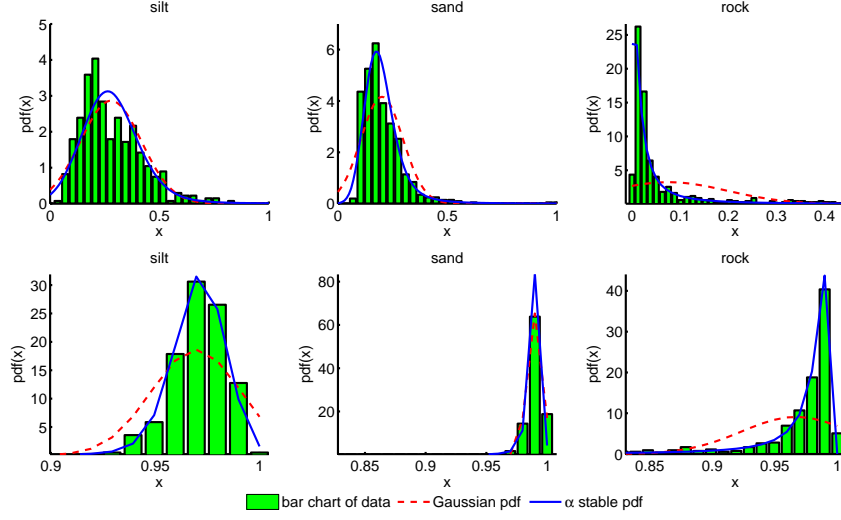 silt sand rock
pdf(x)
5
4
3
2
1
0
0 0.5 1
x
6
4
2
0
0 0.5 1
x
pdf(x)
25
20
15
10
5
0 0.1 0.2 0.3 0.4
x
silt sand rock
pdf(x)
30
25
20
15
10
5
0.9 0.95 1
x
pdf(x)
80
60
40
20
0.85 0.9 0.95 1
x
pdf(x)
40
30
20
10
0
0.85 0.9 0.95 1
x
bar chart of data Gaussian pdf α stable pdf